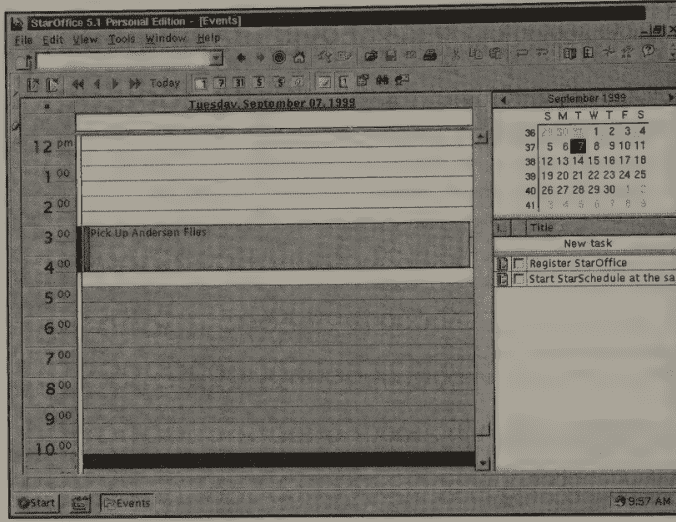 StarOffice 5.1 Personal Edition - [Events]
File Edit View Tools Window Help
Today 1 7 31 5 5
Tuesday, September 07, 1999
12 pm
1 00
2 00
3 00 Pick Up Andersen Files
4 00
5 00
6 00
7 00
8 00
9 00
10 00
September 1999
S M T W T F S
36 29 30 31 1 2 3 4
37 5 6 7 8 9 10 11
38 12 13 14 15 16 17 18
39 19 20 21 22 23 24 25
40 26 27 28 29 30 1 2
41 3 4 5 6 7 8 9
Title
New task
Register StarOffice
Start StarSchedule at the sa
Start Events 9:57 AM